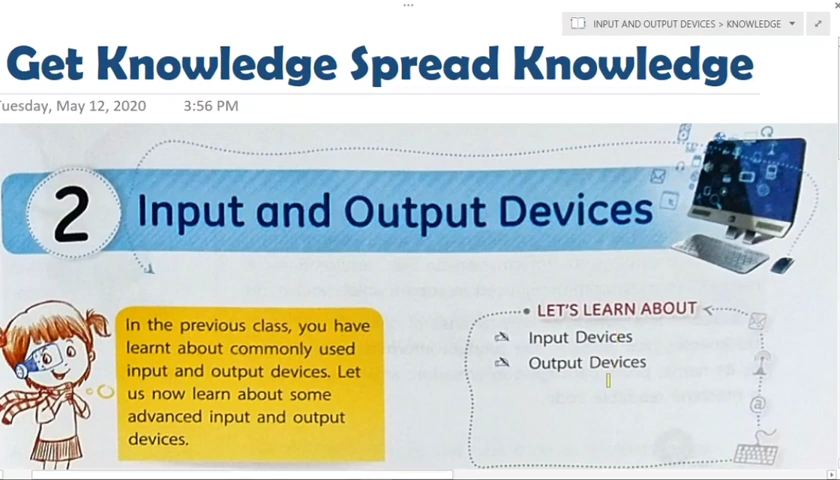 INPUT AND OUTPUT DEVICES > KNOWLEDGE
Get Knowledge Spread Knowledge
Tuesday, May 12, 2020 3:56 PM
2 Input and Output Devices
In the previous class, you have
learnt about commonly used
input and output devices. Let
us now learn about some
advanced input and output
devices.
LET'S LEARN ABOUT
Input Devices
Output Devices